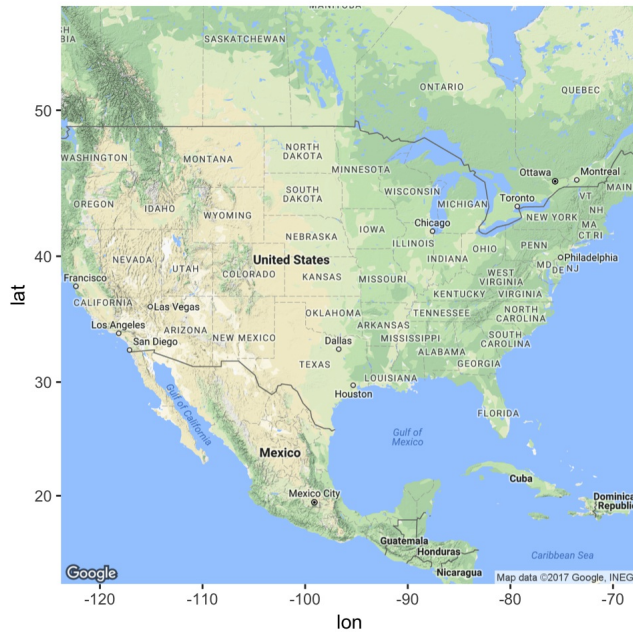 MANITOBA
SH
BIA
SASKATCHEWAN
ONTARIO
QUEBEC
50
WASHINGTON
MONTANA
NORTH
DAKOTA
MINNESOTA
Ottawa
Montreal
OREGON
IDAHO
WYOMING
SOUTH
DAKOTA
WISCONSIN
MICHIGAN
Toronto
VT
MAIN
NH
NEW YORK
MA
CT RI
Chicago
IOWA
ILLINOIS
NEBRASKA
INDIANA
OHIO
PENN
40
NEVADA
UTAH
COLORADO
United States
KANSAS
MISSOURI
WEST
VIRGINIA
MD
DE
NJ
Philadelphia
Francisco
CALIFORNIA
KENTUCKY
VIRGINIA
Las Vegas
OKLAHOMA
ARKANSAS
TENNESSEE
NORTH
CAROLINA
Los Angeles
ARIZONA
NEW MEXICO
MISSISSIPPI
SOUTH
CAROLINA
San Diego
Dallas
ALABAMA
TEXAS
GEORGIA
30
LOUISIANA
Houston
FLORIDA
Gulf of California
Gulf of
Mexico
Mexico
Cuba
20
Mexico City
Dominica
Republi
Guatemala
Honduras
Caribbean Sea
Nicaragua
Google
Map data ©2017 Google, INEG
-120
-110
-100
-90
-80
-70
lon
lat